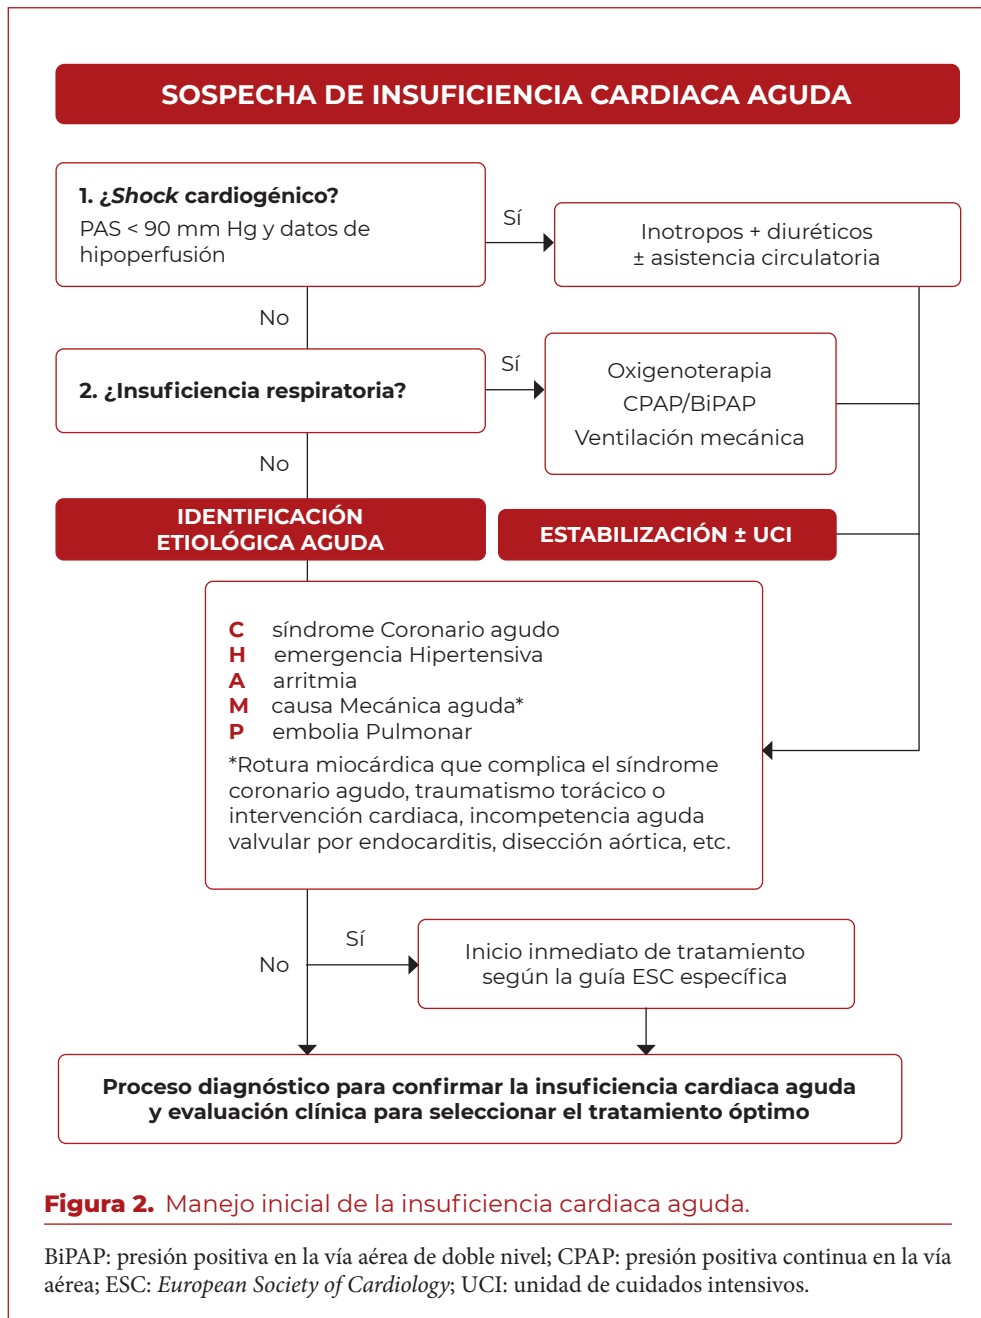 SOSPECHA DE INSUFICIENCIA CARDIACA AGUDA
1. ¿Shock cardiogénico?
PAS < 90 mm Hg y datos de
hipoperfusión
Sí
Inotropos + diuréticos
± asistencia circulatoria
No
2. ¿Insuficiencia respiratoria?
Sí
Oxigenoterapia
CPAP/BiPAP
Ventilación mecánica
No
IDENTIFICACIÓN
ETIOLÓGICA AGUDA
ESTABILIZACIÓN ± UCI
C síndrome Coronario agudo
H emergencia Hipertensiva
A arritmia
M causa Mecánica aguda*
P embolia Pulmonar
*Rotura miocárdica que complica el síndrome
coronario agudo, traumatismo torácico o
intervención cardiaca, incompetencia aguda
valvular por endocarditis, disección aórtica, etc.
Sí
No
Inicio inmediato de tratamiento
según la guía ESC específica
Proceso diagnóstico para confirmar la insuficiencia cardiaca aguda
y evaluación clínica para seleccionar el tratamiento óptimo
Figura 2. Manejo inicial de la insuficiencia cardiaca aguda.
BiPAP: presión positiva en la vía aérea de doble nivel; CPAP: presión positiva continua en la vía
aérea; ESC: European Society of Cardiology; UCI: unidad de cuidados intensivos.